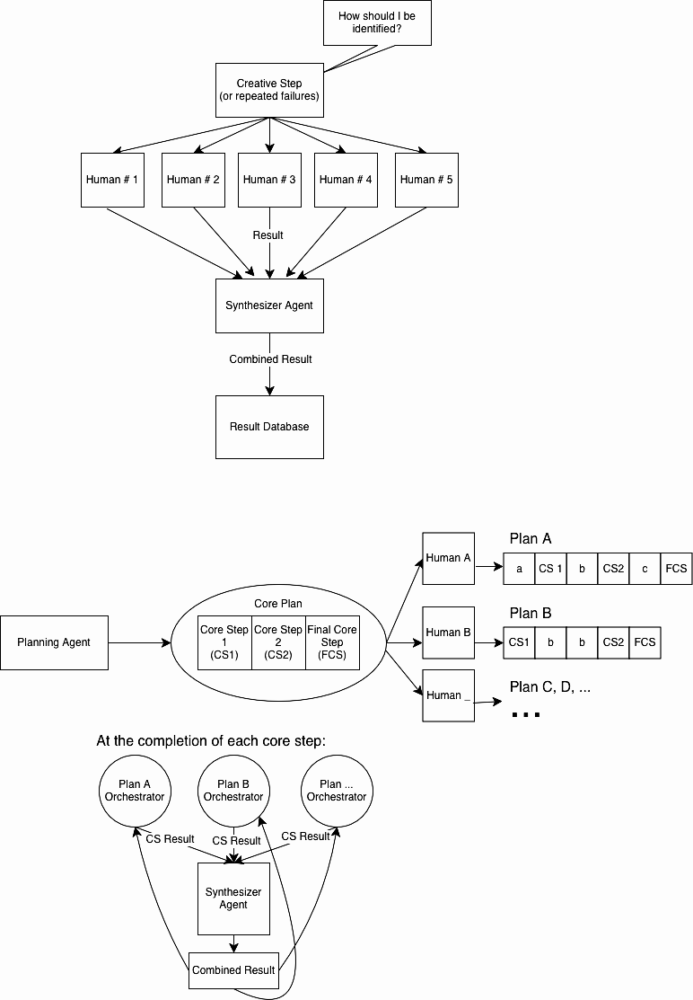 How should I be
identified?
Creative Step
(or repeated failures)
Human # 1
Human # 2
Human # 3
Human # 4
Human # 5
Result
Synthesizer Agent
Combined Result
Result Database
Planning Agent
Core Plan
Core Step
1
(CS1)
Core Step
2
(CS2)
Final Core
Step
(FCS)
Human A
Plan A
a
CS 1
b
CS2
c
FCS
Human B
Plan B
CS1
b
b
CS2
FCS
Human _
Plan C, D, ...
...
At the completion of each core step:
Plan A
Orchestrator
Plan B
Orchestrator
Plan ...
Orchestrator
CS Result
CS Result
CS Result
Synthesizer
Agent
Combined Result